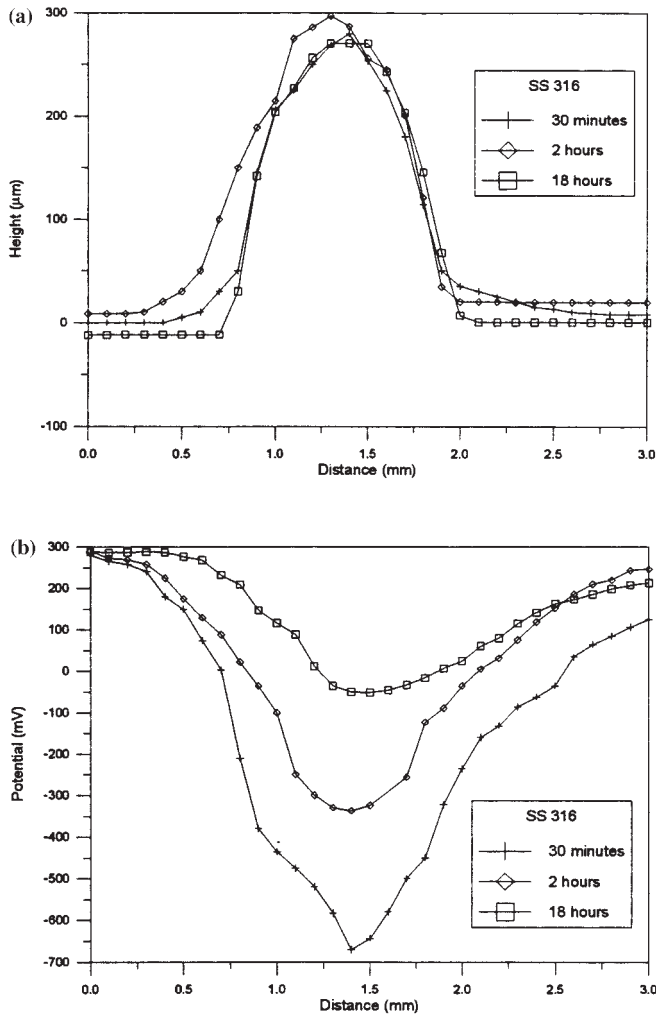 (a)
300
200
100
0
-100
Height (µm)
0.0 0.5 1.0 1.5 2.0 2.5 3.0
Distance (mm)
SS 316
30 minutes
2 hours
18 hours
(b)
300
200
100
0
-100
-200
-300
-400
-500
-600
-700
Potential (mV)
0.0 0.5 1.0 1.5 2.0 2.5 3.0
Distance (mm)
SS 316
30 minutes
2 hours
18 hours